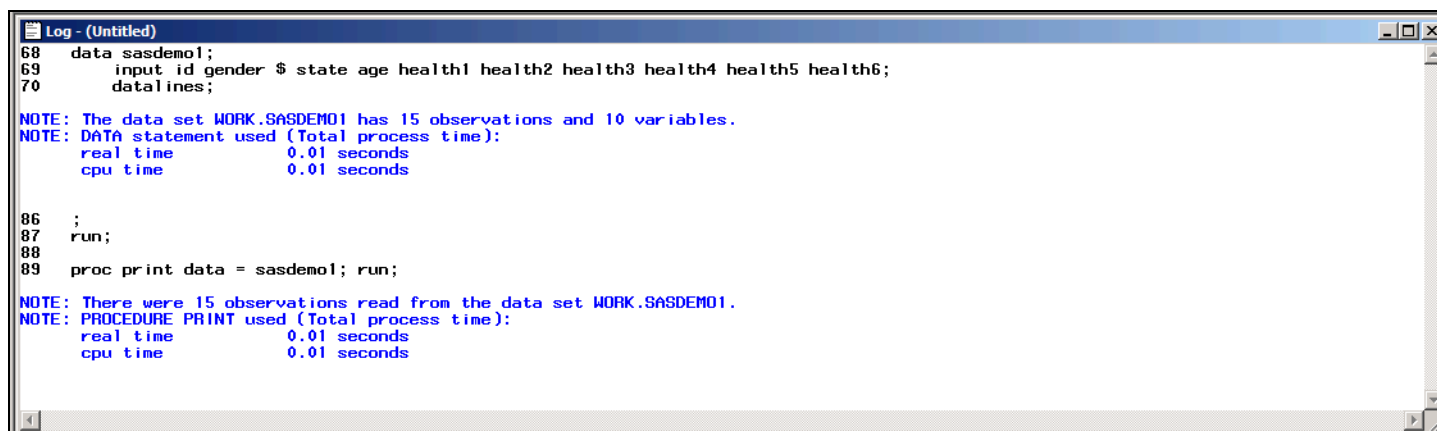 Log - (Untitled)
68 data sasdemo1;
69 input id gender $ state age health1 health2 health3 health4 health5 health6;
70 datalines;
NOTE: The data set WORK.SASDEMO1 has 15 observations and 10 variables.
NOTE: DATA statement used (Total process time):
real time 0.01 seconds
cpu time 0.01 seconds
86 ;
87 run;
88
89 proc print data = sasdemo1; run;
NOTE: There were 15 observations read from the data set WORK.SASDEMO1.
NOTE: PROCEDURE PRINT used (Total process time):
real time 0.01 seconds
cpu time 0.01 seconds